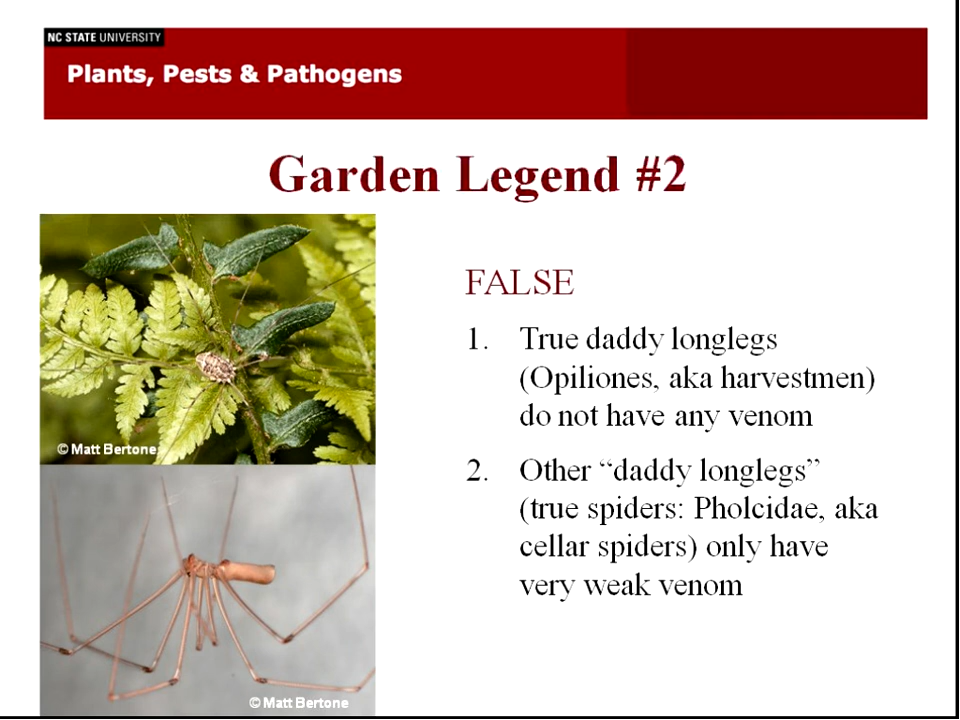 NC STATE UNIVERSITY
Plants, Pests & Pathogens
Garden Legend #2
FALSE
1. True daddy longlegs
(Opiliones, aka harvestmen)
do not have any venom
2. Other “daddy longlegs”
(true spiders: Pholcidae, aka
cellar spiders) only have
very weak venom
© Matt Bertone
© Matt Bertone